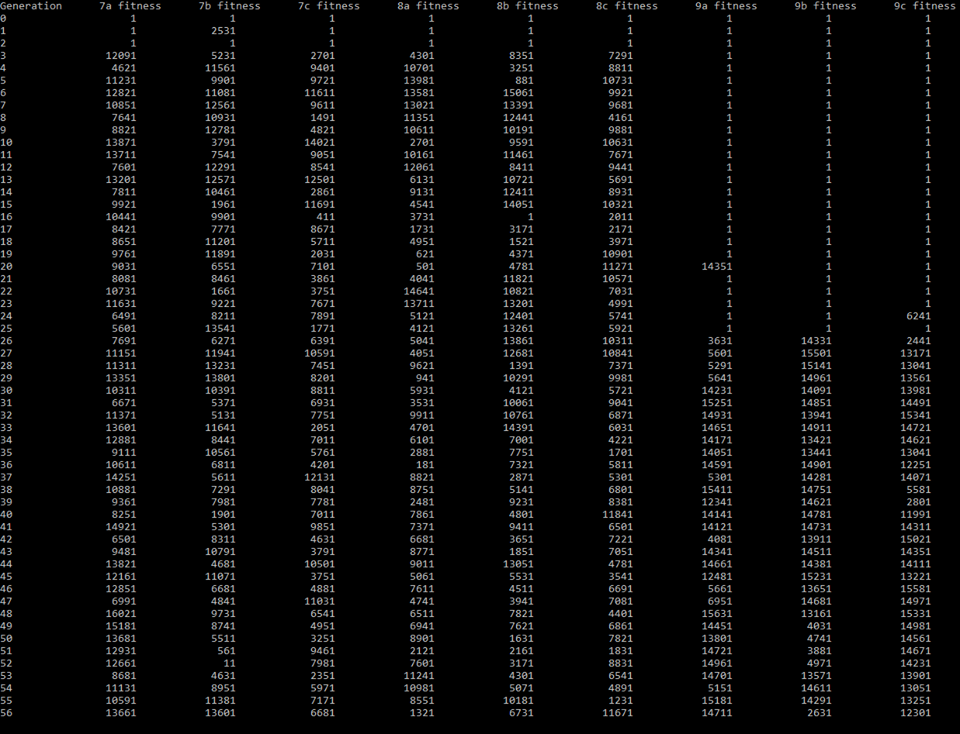 Generation 7a fitness 7b fitness 7c fitness 8a fitness 8b fitness 8c fitness 9a fitness 9b fitness 9c fitness
0 1 1 1 1 1 1 1 1 1
1 1 2531 1 1 1 1 1 1 1
2 1 1 1 1 1 1 1 1 1
3 12091 5231 2701 4301 8351 7291 1 1 1
4 4621 11561 9401 10701 3251 8811 1 1 1
5 11231 9901 9721 13981 881 10731 1 1 1
6 12821 11081 11611 13581 15061 9921 1 1 1
7 10851 12561 9611 13021 13391 9681 1 1 1
8 7641 10931 1491 11351 12441 4161 1 1 1
9 8821 12781 4821 10611 10191 9881 1 1 1
10 13871 3791 14021 2701 9591 10631 1 1 1
11 13711 7541 9051 10161 11461 7671 1 1 1
12 7601 12291 8541 12061 8411 9441 1 1 1
13 13201 12571 12501 6131 10721 5691 1 1 1
14 7811 10461 2861 9131 12411 8931 1 1 1
15 9921 1961 11691 4541 14051 10321 1 1 1
16 10441 9901 411 3731 1 2011 1 1 1
17 8421 7771 8671 1731 3171 2171 1 1 1
18 8651 11201 5711 4951 1521 3971 1 1 1
19 9761 11891 2031 621 4371 10901 1 1 1
20 9031 6551 7101 501 4781 11271 14351 1 1
21 8081 8461 3861 4041 11821 10571 1 1 1
22 10731 1661 3751 14641 10821 7031 1 1 1
23 11631 9221 7671 13711 13201 4991 1 1 1
24 6491 8211 7891 5121 12401 5741 1 1 6241
25 5601 13541 1771 4121 13261 5921 1 1 1
26 7691 6271 6391 5041 13861 10311 3631 14331 2441
27 11151 11941 10591 4051 12681 10841 5601 15501 13171
28 11311 13231 7451 9621 1391 7371 5291 15141 13041
29 13351 13801 8201 941 10291 9981 5641 14961 13561
30 10311 10391 8811 5931 4121 5721 14231 14091 13981
31 6671 5371 6931 3531 10061 9041 15251 14851 14491
32 11371 5131 7751 9911 10761 6871 14931 13941 15341
33 13601 11641 2051 4701 14391 6031 14651 14911 14721
34 12881 8441 7011 6101 7001 4221 14171 13421 14621
35 9111 10561 5761 2881 7751 1701 14051 13441 13041
36 10611 6811 4201 181 7321 5811 14591 14901 12251
37 14251 5611 12131 8821 2871 5301 5301 14281 14071
38 10881 7291 8041 8751 5141 6801 15411 14751 5581
39 9361 7981 7781 2481 9231 8381 12341 14621 2801
40 8251 1901 7011 7861 4801 11841 14141 14781 11991
41 14921 5301 9851 7371 9411 6501 14121 14731 14311
42 6501 8311 4631 6681 3651 7221 4081 13911 15021
43 9481 10791 3791 8771 1851 7051 14341 14511 14351
44 13821 4681 10501 9011 13051 4781 14661 14381 14111
45 12161 11071 3751 5061 5531 3541 12481 15231 13221
46 12851 6681 4881 7611 4511 6691 5661 13651 15581
47 6991 4841 11031 4741 3941 7081 6951 14681 14971
48 16021 9731 6541 6511 7821 4401 15631 13161 15331
49 15181 8741 4951 6941 7621 6861 14451 4031 14981
50 13681 5511 3251 8901 1631 7821 13801 4741 14561
51 12931 561 9461 2121 2161 1831 14721 3881 14671
52 12661 11 7981 7601 3171 8831 14961 4971 14231
53 8681 4631 2351 11241 4301 6541 14701 13571 13901
54 11131 8951 5971 10981 5071 4891 5151 14611 13051
55 10591 11381 7171 8551 10181 1231 15181 14291 13251
56 13661 13601 6681 1321 6731 11671 14711 2631 12301